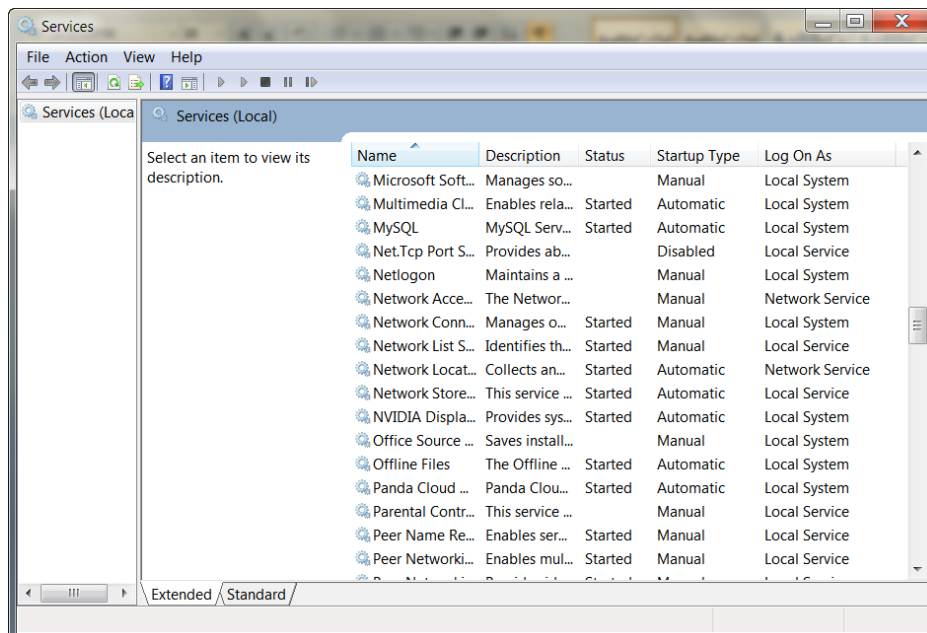 Services
File Action View Help
Services (Loca
Services (Local)
Select an item to view its
description.
Name Description Status Startup Type Log On As
Microsoft Soft... Manages so... Manual Local System
Multimedia Cl... Enables rela... Started Automatic Local System
MySQL MySQL Serv... Started Automatic Local System
Net.Tcp Port S... Provides ab... Disabled Local Service
Netlogon Maintains a ... Manual Local System
Network Acce... The Networ... Manual Network Service
Network Conn... Manages o... Started Manual Local System
Network List S... Identifies th... Started Manual Local Service
Network Locat... Collects an... Started Automatic Network Service
Network Store... This service ... Started Automatic Local Service
NVIDIA Displa... Provides sys... Started Automatic Local System
Office Source ... Saves install... Manual Local System
Offline Files The Offline ... Started Automatic Local System
Panda Cloud ... Panda Clou... Started Automatic Local System
Parental Contr... This service ... Manual Local Service
Peer Name Re... Enables ser... Started Manual Local Service
Peer Networki... Enables mul... Started Manual Local Service
Extended Standard